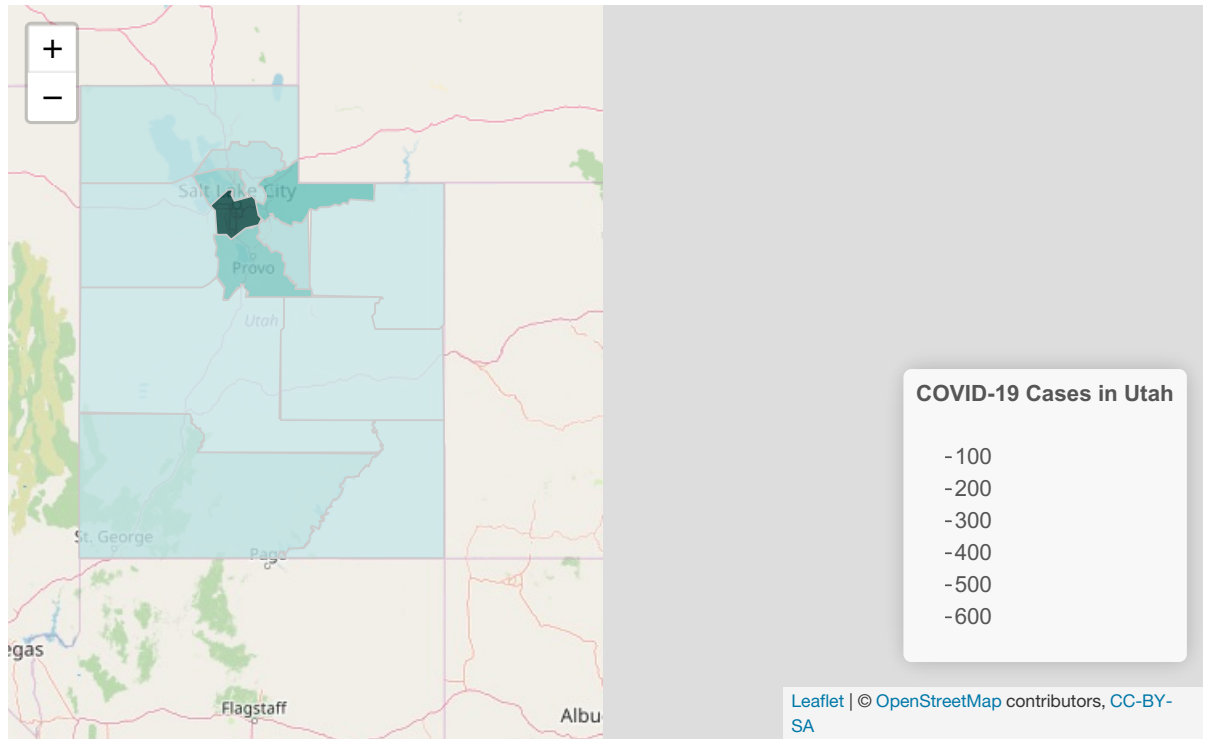 +
−
Salt Lake City
Provo
Utah
St. George
Page
egas
Flagstaff
Albu
COVID-19 Cases in Utah
-100
-200
-300
-400
-500
-600
Leaflet | © OpenStreetMap contributors, CC-BY-
SA